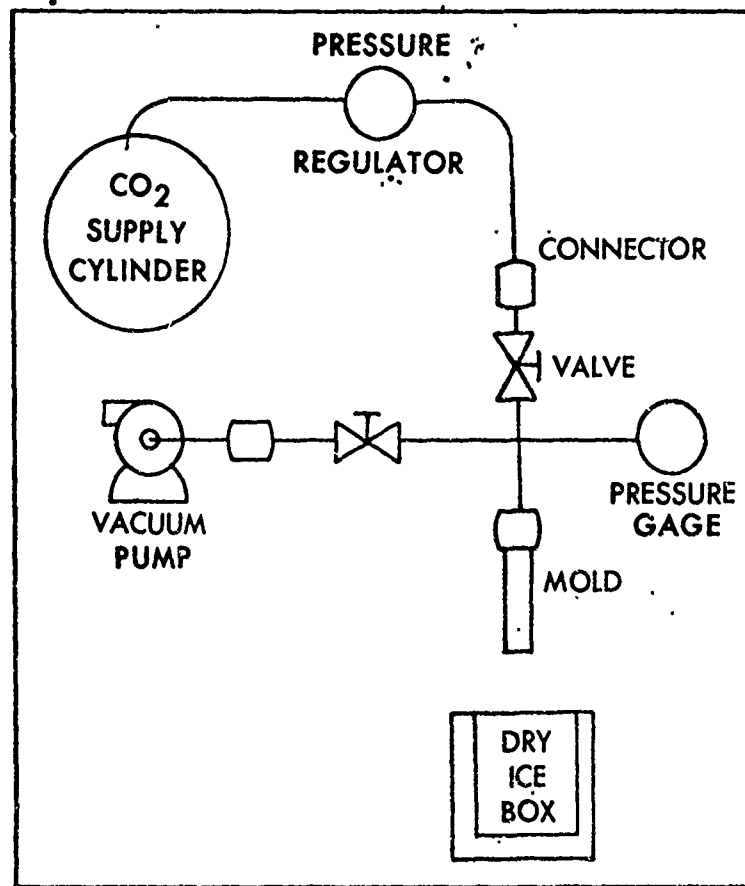 PRESSURE
REGULATOR
CO₂
SUPPLY
CYLINDER
CONNECTOR
VALVE
VACUUM
PUMP
PRESSURE
GAGE
MOLD
DRY
ICE
BOX